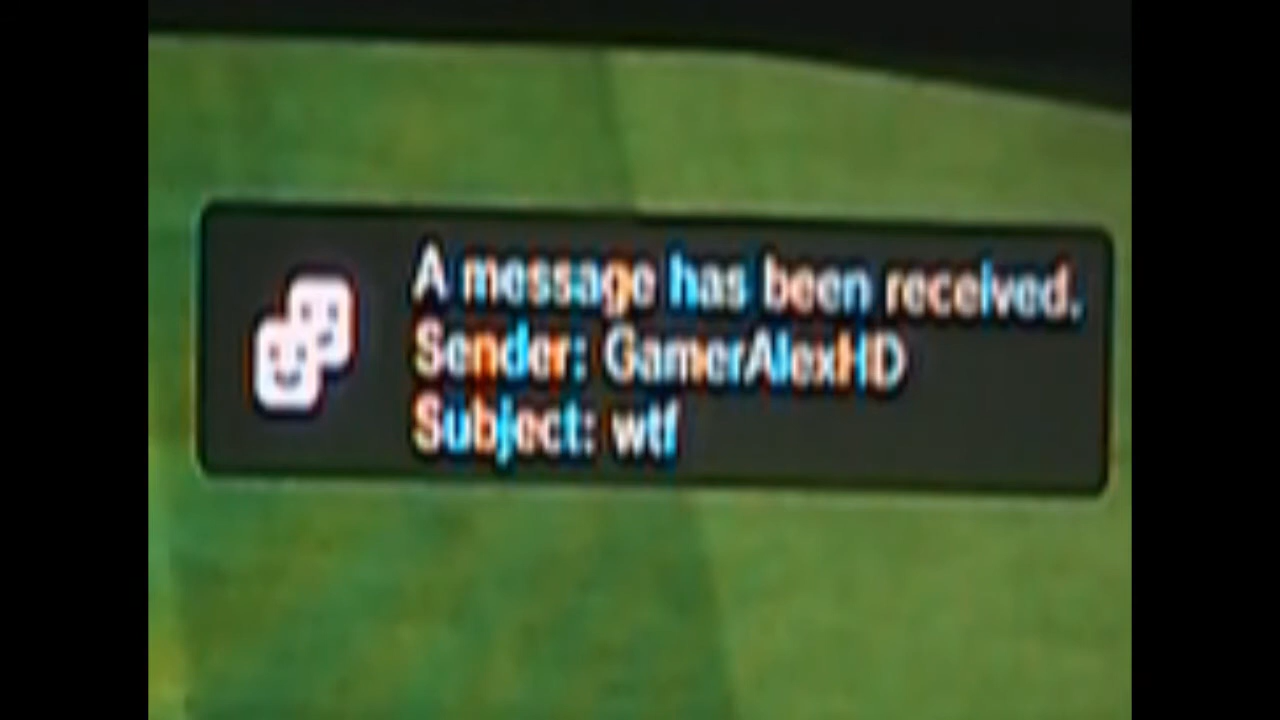 A message has been received.
Sender: GamerAlexHD
Subject: wtf